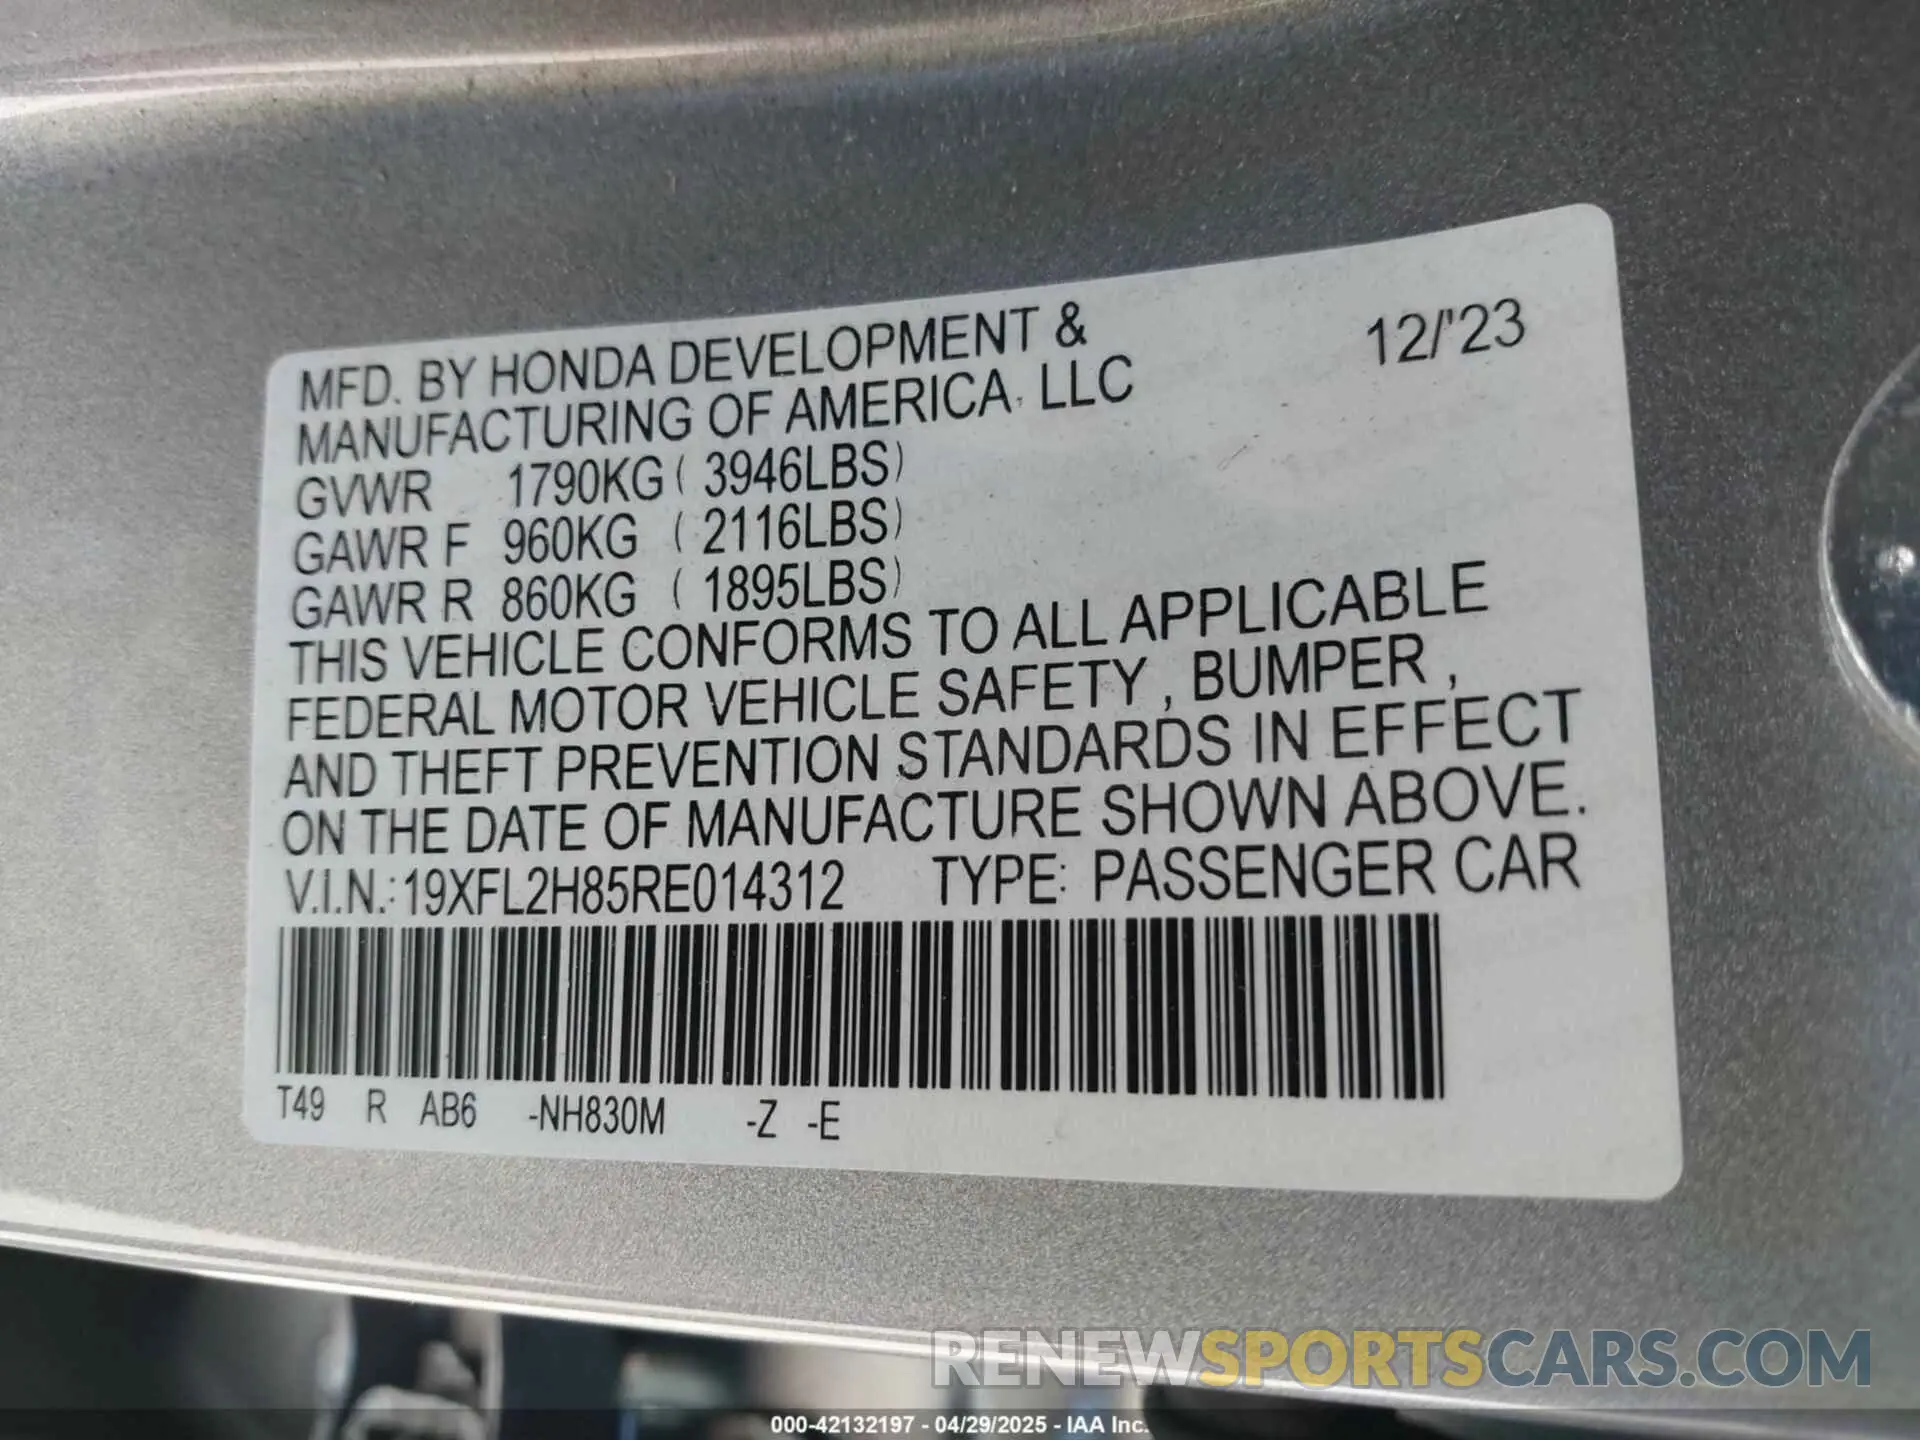 12/'23
MFD. BY HONDA DEVELOPMENT &
MANUFACTURING OF AMERICA, LLC
GVWR 1790KG ( 3946LBS)
GAWR F 960KG ( 2116LBS)
GAWR R 860KG ( 1895LBS)
THIS VEHICLE CONFORMS TO ALL APPLICABLE
FEDERAL MOTOR VEHICLE SAFETY , BUMPER ,
AND THEFT PREVENTION STANDARDS IN EFFECT
ON THE DATE OF MANUFACTURE SHOWN ABOVE.
V.I.N.: 19XFL2H85RE014312 TYPE: PASSENGER CAR
T49 R AB6 -NH830M -Z -E
RENEWSPORTSCARS.COM
000-42132197 - 04/29/2025 - IAA Inc.